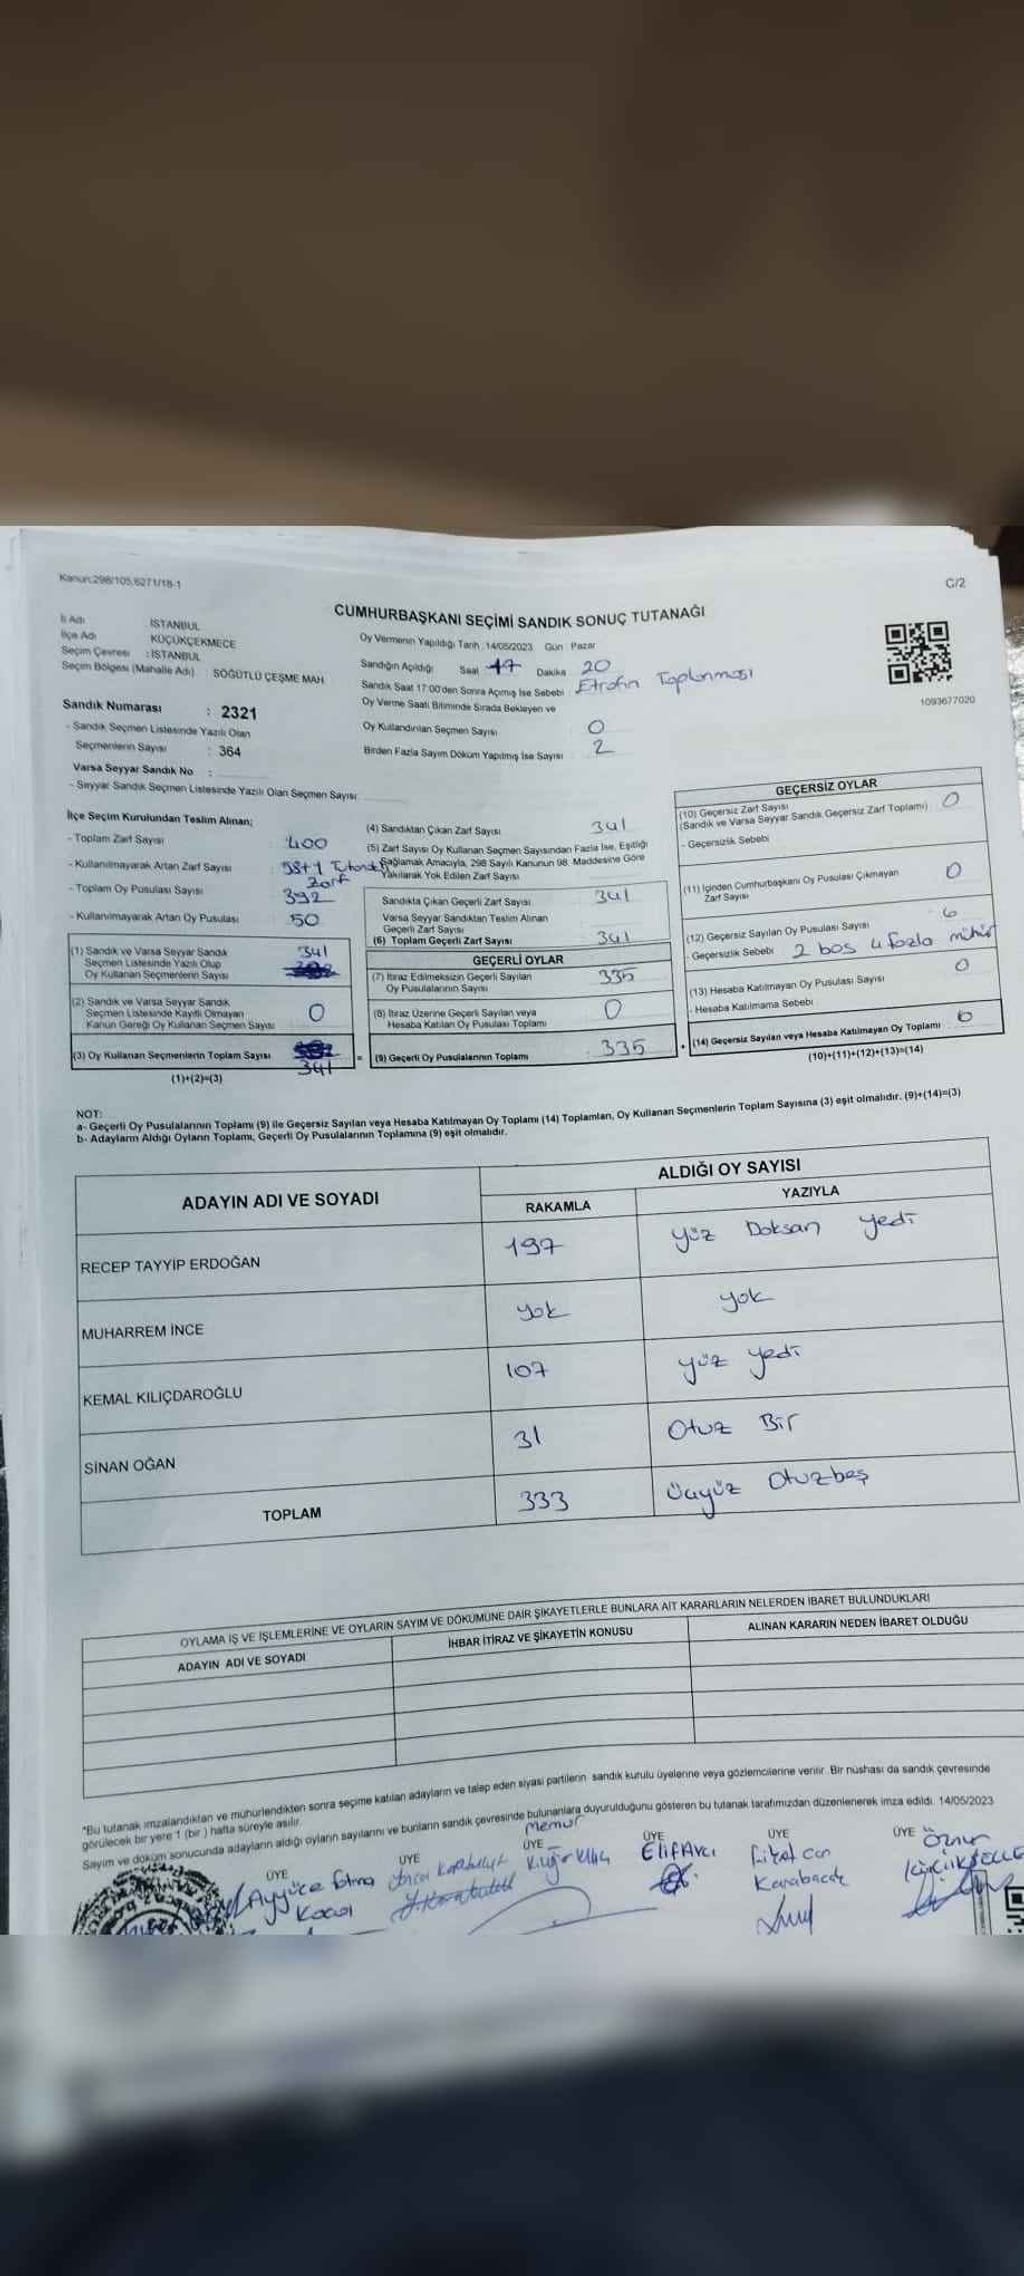 Kanun:298/105,6271/18-1
C/2
CUMHURBAŞKANI SEÇİMİ SANDIK SONUÇ TUTANAĞI
İl Adı : İSTANBUL
İlçe Adı : KÜÇÜKÇEKMECE
Seçim Çevresi : İSTANBUL
Seçim Bölgesi (Mahalle Adı) : SÖĞÜTLÜ ÇEŞME MAH
Sandık Numarası : 2321
- Sandık Seçmen Listesinde Yazılı Olan
Seçmenlerin Sayısı : 364
Varsa Seyyar Sandık No :
- Seyyar Sandık Seçmen Listesinde Yazılı Olan Seçmen Sayısı
Oy Vermenin Yapıldığı Tarih :14/05/2023 Gün Pazar
Sandığın Açıldığı Saat 17 Dakika 20
Sandık Saat 17:00'den Sonra Açılmış İse Sebebi Etrafın Toplanması
Oy Verme Saati Bitiminde Sırada Bekleyen ve
Oy Kullandırılan Seçmen Sayısı 0
Birden Fazla Sayım Döküm Yapılmış İse Sayısı 2
1093677020
İlçe Seçim Kurulundan Teslim Alınan;
- Toplam Zarf Sayısı : 400
- Kullanılmayarak Artan Zarf Sayısı : 58+1 Tutanak
Zarf
- Toplam Oy Pusulası Sayısı : 392
- Kullanılmayarak Artan Oy Pusulası : 50
(1) Sandık ve Varsa Seyyar Sandık 341
Seçmen Listesinde Yazılı Olup
Oy Kullanan Seçmenlerin Sayısı
(2) Sandık ve Varsa Seyyar Sandık
Seçmen Listesinde Kayıtlı Olmayan 0
Kanun Gereği Oy Kullanan Seçmen Sayısı
(3) Oy Kullanan Seçmenlerin Toplam Sayısı
341
(1)+(2)=(3)
(4) Sandıktan Çıkan Zarf Sayısı 341
(5) Zarf Sayısı Oy Kullanan Seçmen Sayısından Fazla İse, Eşitliği
Sağlamak Amacıyla, 298 Sayılı Kanunun 98. Maddesine Göre
Yakılarak Yok Edilen Zarf Sayısı
Sandıkta Çıkan Geçerli Zarf Sayısı 341
Varsa Seyyar Sandıktan Teslim Alınan
Geçerli Zarf Sayısı
(6) Toplam Geçerli Zarf Sayısı 341
GEÇERLİ OYLAR
(7) İtiraz Edilmeksizin Geçerli Sayılan 335
Oy Pusulalarının Sayısı
(8) İtiraz Üzerine Geçerli Sayılan veya 0
Hesaba Katılan Oy Pusulası Toplamı
= (9) Geçerli Oy Pusulalarının Toplamı : 335
GEÇERSİZ OYLAR
(10) Geçersiz Zarf Sayısı 0
(Sandık ve Varsa Seyyar Sandık Geçersiz Zarf Toplamı)
- Geçersizlik Sebebi
(11) İçinden Cumhurbaşkanı Oy Pusulası Çıkmayan 0
Zarf Sayısı
(12) Geçersiz Sayılan Oy Pusulası Sayısı 6
- Geçersizlik Sebebi 2 boş 4 fazla mühür
(13) Hesaba Katılmayan Oy Pusulası Sayısı 0
- Hesaba Katılmama Sebebi
+ (14) Geçersiz Sayılan veya Hesaba Katılmayan Oy Toplamı 6
(10)+(11)+(12)+(13)=(14)
NOT:
a- Geçerli Oy Pusulalarının Toplamı (9) ile Geçersiz Sayılan veya Hesaba Katılmayan Oy Toplamı (14) Toplamları, Oy Kullanan Seçmenlerin Toplam Sayısına (3) eşit olmalıdır. (9)+(14)=(3)
b- Adayların Aldığı Oyların Toplamı, Geçerli Oy Pusulalarının Toplamına (9) eşit olmalıdır.
ADAYIN ADI VE SOYADI
ALDIĞI OY SAYISI
RAKAMLA YAZIYLA
RECEP TAYYİP ERDOĞAN 197 yüz Doksan yedi
MUHARREM İNCE yok yok
KEMAL KILIÇDAROĞLU 107 yüz yedi
SİNAN OĞAN 31 Otuz Bir
TOPLAM 333 üçyüz Otuzbeş
OYLAMA İŞ VE İŞLEMLERİNE VE OYLARIN SAYIM VE DÖKÜMÜNE DAİR ŞİKAYETLERLE BUNLARA AİT KARARLARIN NELERDEN İBARET BULUNDUKLARI
ADAYIN ADI VE SOYADI İHBAR İTİRAZ VE ŞİKAYETİN KONUSU ALINAN KARARIN NEDEN İBARET OLDUĞU
*Bu tutanak imzalandıktan ve mühürlendikten sonra seçime katılan adayların ve talep eden siyasi partilerin sandık kurulu üyelerine veya gözlemcilerine verilir. Bir nüshası da sandık çevresinde
görülecek bir yere 1 (bir) hafta süreyle asılır.
Sayım ve döküm sonucunda adayların aldığı oyların sayılarını ve bunların sandık çevresinde bulunanlara duyurulduğunu gösteren bu tutanak tarafımızdan düzenlenerek imza edildi. 14/05/2023
Memur
ÜYE ÜYE ÜYE ÜYE ÜYE ÜYE
Elif Avcı
Karabacak
Öznur